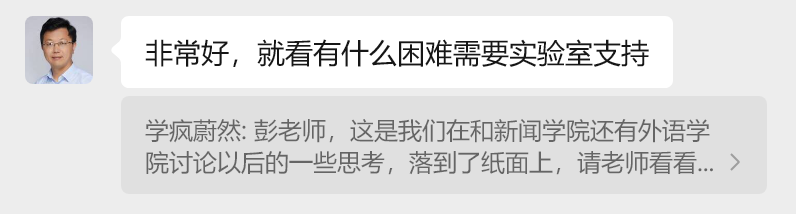 非常好，就看有什么困难需要实验室支持
学疯蔚然: 彭老师，这是我们在和新闻学院还有外语学
院讨论以后的一些思考，落到了纸面上，请老师看看...